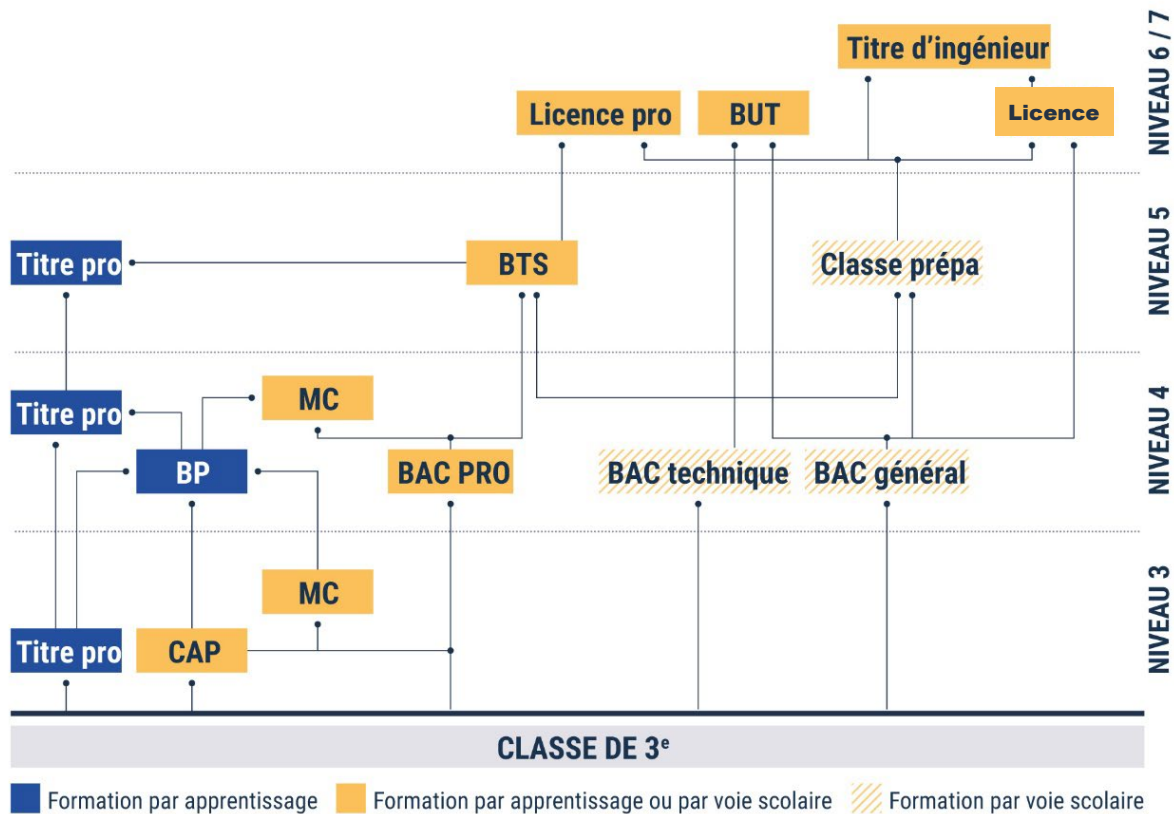 Titre d’ingénieur
Licence pro
BUT
Licence
NIVEAU 6 / 7
Titre pro
BTS
Classe prépa
NIVEAU 5
Titre pro
MC
BP
BAC PRO
BAC technique
BAC général
NIVEAU 4
MC
Titre pro
CAP
NIVEAU 3
CLASSE DE 3ᵉ
Formation par apprentissage
Formation par apprentissage ou par voie scolaire
Formation par voie scolaire